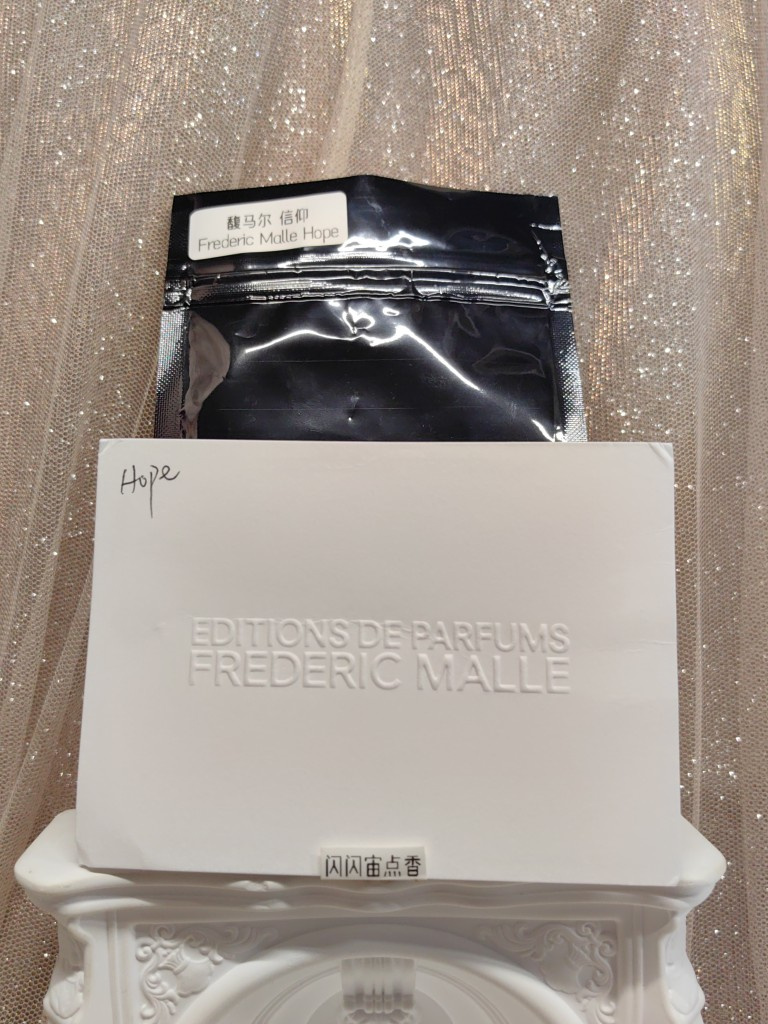 馥马尔 信仰
Frederic Malle Hope
Hope
EDITIONS DE PARFUMS
FREDERIC MALLE
闪闪宙点香